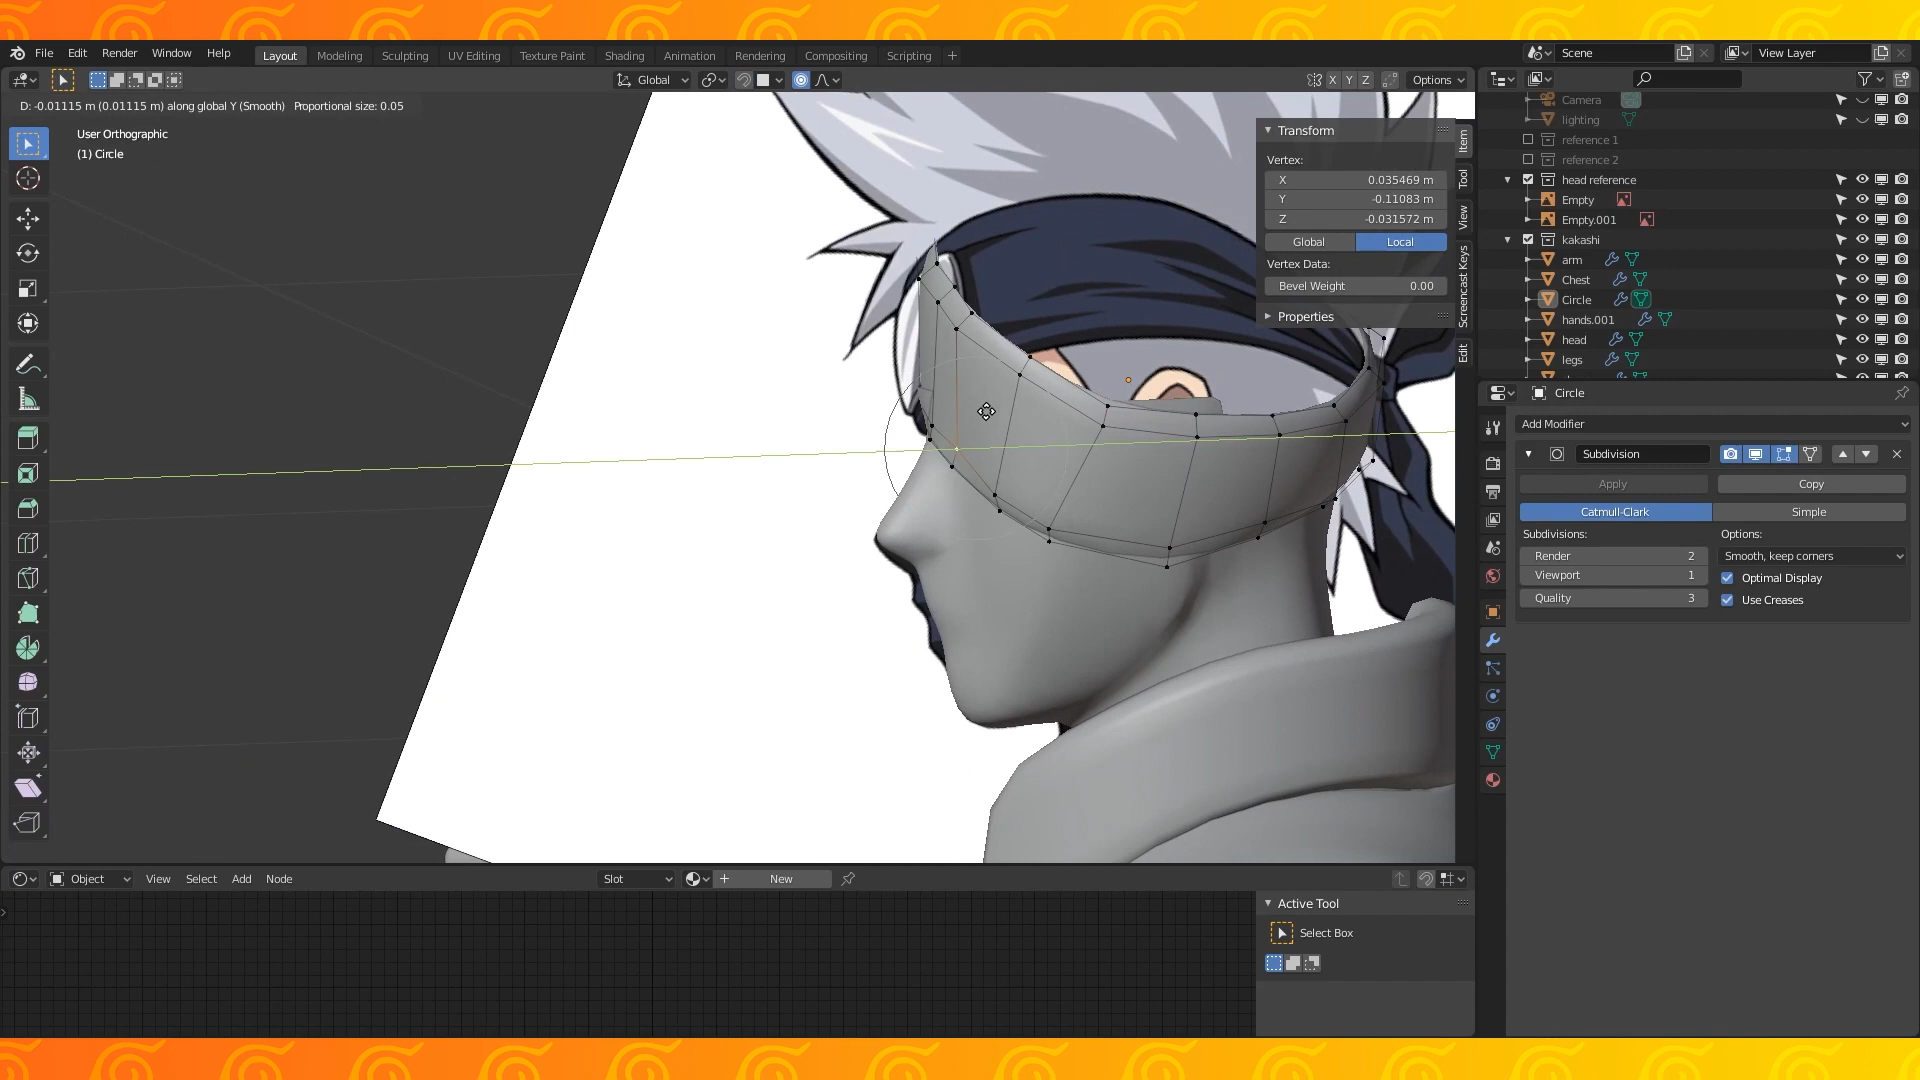 File Edit Render Window Help Layout Modeling Sculpting UV Editing Texture Paint Shading Animation Rendering Compositing Scripting + Scene View Layer
Global X Y Z Options
D: -0.01115 m (0.01115 m) along global Y (Smooth) Proportional size: 0.05
User Orthographic
(1) Circle
Transform
Vertex:
X 0.035469 m
Y -0.11083 m
Z -0.031572 m
Global Local
Vertex Data:
Bevel Weight 0.00
Properties
Item
Tool
View
Screencast Keys
Edit
Camera
lighting
reference 1
reference 2
head reference
Empty
Empty.001
kakashi
arm
Chest
Circle
hands.001
head
legs
Circle
Add Modifier
Subdivision
Apply Copy
Catmull-Clark Simple
Subdivisions: Options:
Render 2 Smooth, keep corners
Viewport 1 Optimal Display
Quality 3 Use Creases
Object View Select Add Node Slot New
Active Tool
Select Box